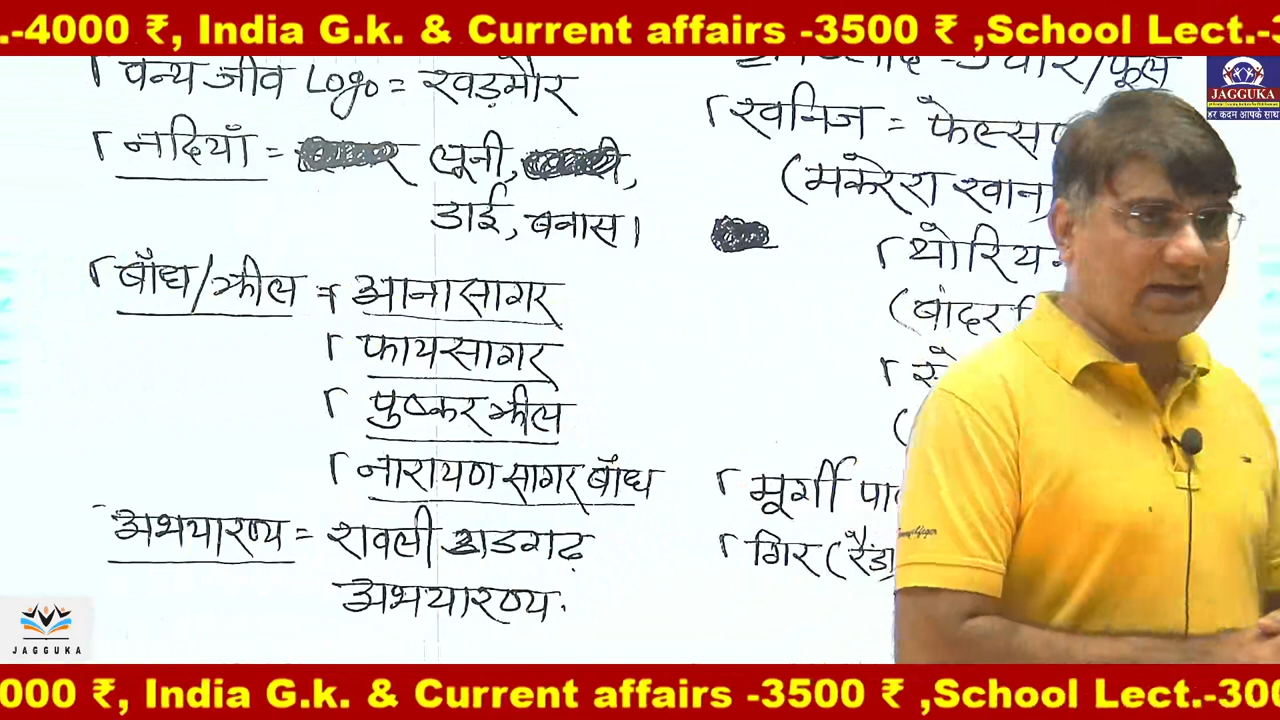 .-4000 ₹, India G.k. & Current affairs -3500 ₹ ,School Lect.-3
वन्य जीव Logo = खड़मौर
नदियाँ = लूनी,
डाई, बनास।
बाँध/झील = आनासागर
फायसागर
पुष्कर झील
नारायण सागर बाँध
अभयारण्य = रावली टाडगढ़
अभयारण्य.
/फूल
खनिज = फेल्सप
(मकरेरा खान)
थोरिय
(बांदर
मूर्गी पा
गिर (रैंडा)
JAGGUKA
हर कदम आपके साथ
JAGGUKA
000 ₹, India G.k. & Current affairs -3500 ₹ ,School Lect.-300